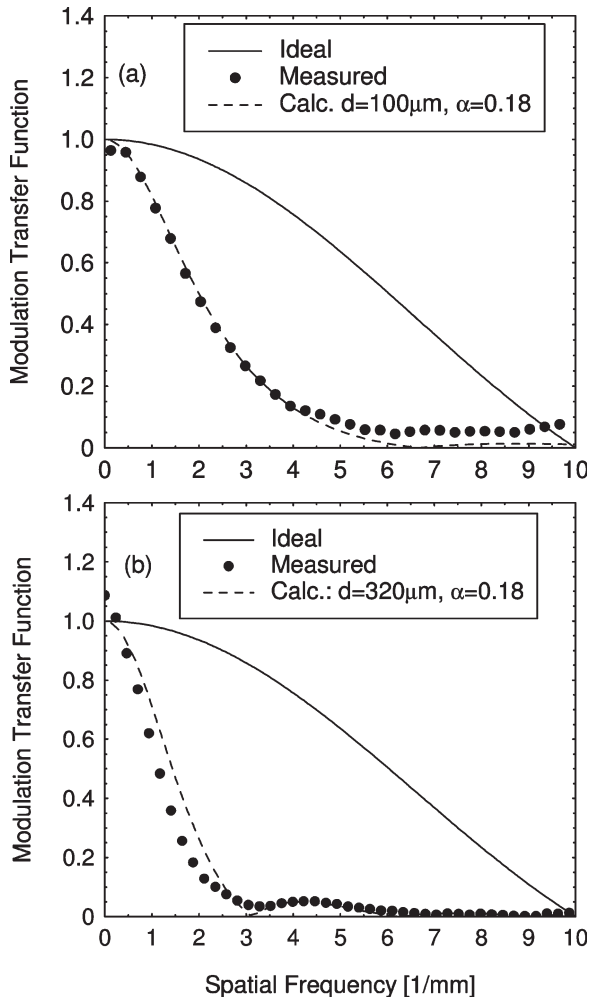 1.4
Ideal
(a)
Measured
1.2
Calc. d=100μm, α=0.18
1.0
0.8
0.6
0.4
0.2
0
Modulation Transfer Function
0 1 2 3 4 5 6 7 8 9 10
1.4
Ideal
(b)
Measured
1.2
Calc.: d=320μm, α=0.18
1.0
0.8
0.6
0.4
0.2
0
Modulation Transfer Function
0 1 2 3 4 5 6 7 8 9 10
Spatial Frequency [1/mm]